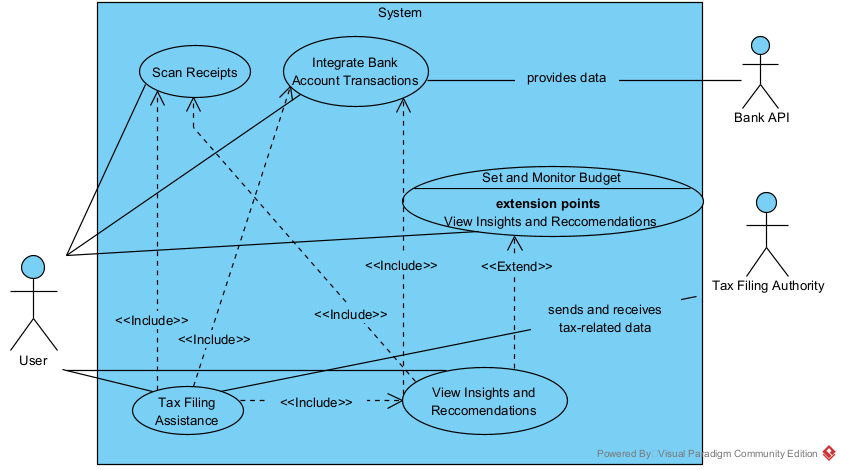 System
Scan Receipts
Integrate Bank
Account Transactions
provides data
Bank API
Set and Monitor Budget
extension points
View Insights and Reccomendations
<<Include>>
<<Extend>>
Tax Filing Authority
sends and receives
tax-related data
<<Include>>
<<Include>>
<<Include>>
User
Tax Filing
Assistance
<<Include>>
View Insights and
Reccomendations
Powered By: Visual Paradigm Community Edition